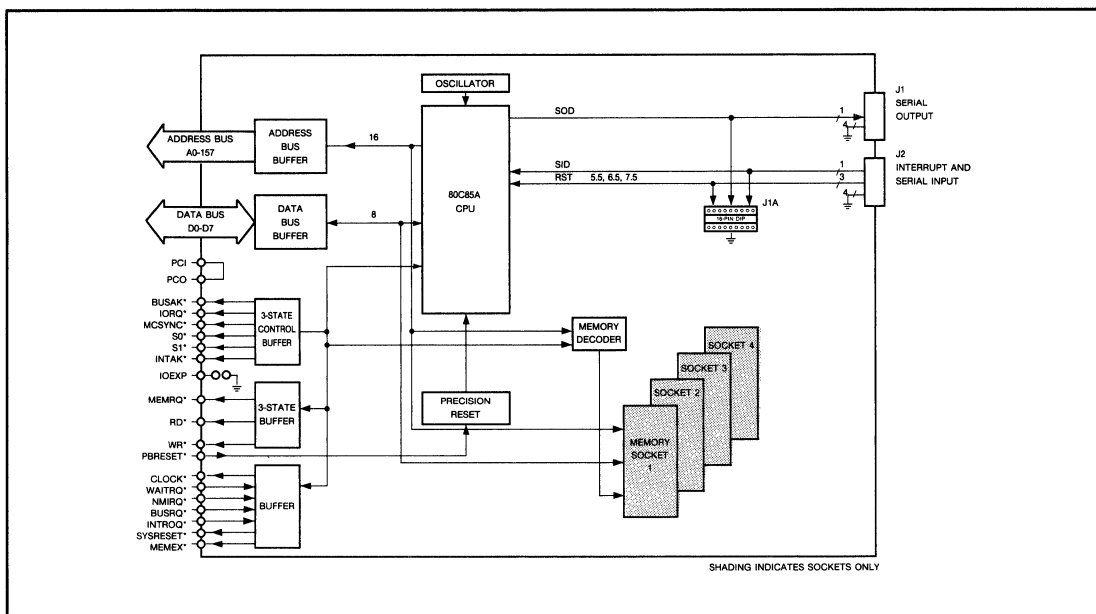 OSCILLATOR
J1
SERIAL
OUTPUT
SOD
1
4
ADDRESS BUS
A0-157
ADDRESS
BUS
BUFFER
16
J2
INTERRUPT AND
SERIAL INPUT
SID
1
RST 5.5, 6.5, 7.5
3
4
80C85A
CPU
J1A
16-PIN DIP
DATA BUS
D0-D7
DATA
BUS
BUFFER
8
PCI
PCO
BUSAK*
IORQ*
MCSYNC*
S0*
S1*
INTAK*
3-STATE
CONTROL
BUFFER
MEMORY
DECODER
IOEXP
MEMRQ*
RD*
WR*
PBRESET*
3-STATE
BUFFER
PRECISION
RESET
SOCKET 4
SOCKET 3
SOCKET 2
MEMORY
SOCKET
1
CLOCK*
WAITRQ*
NMIRQ*
BUSRQ*
INTROQ*
SYSRESET*
MEMEX*
BUFFER
SHADING INDICATES SOCKETS ONLY